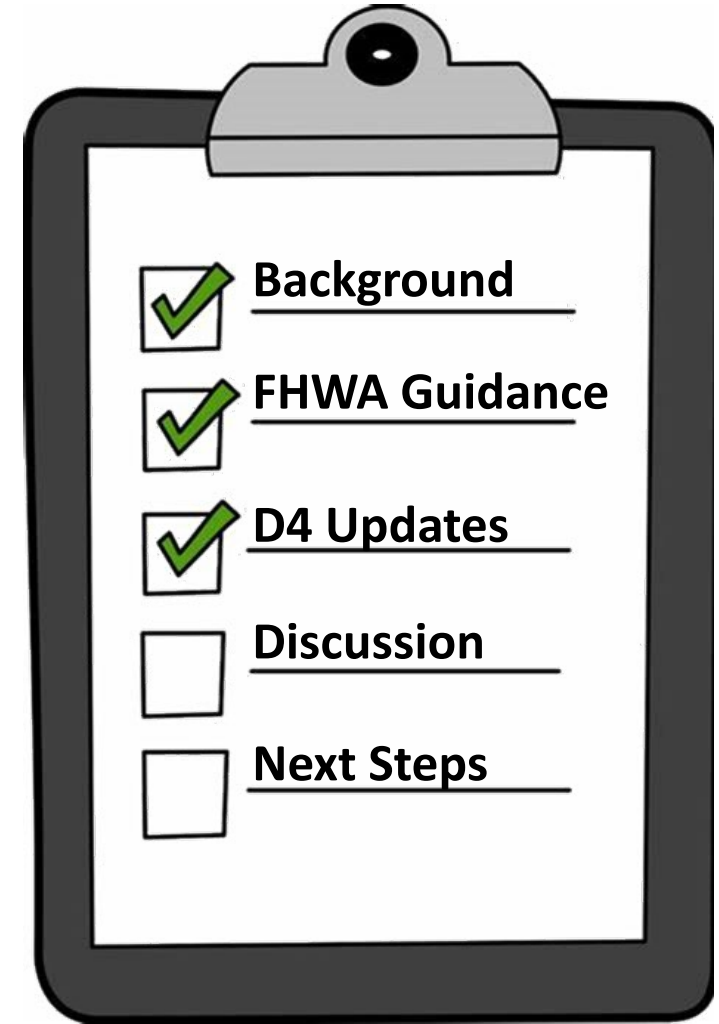 Background
FHWA Guidance
D4 Updates
Discussion
Next Steps